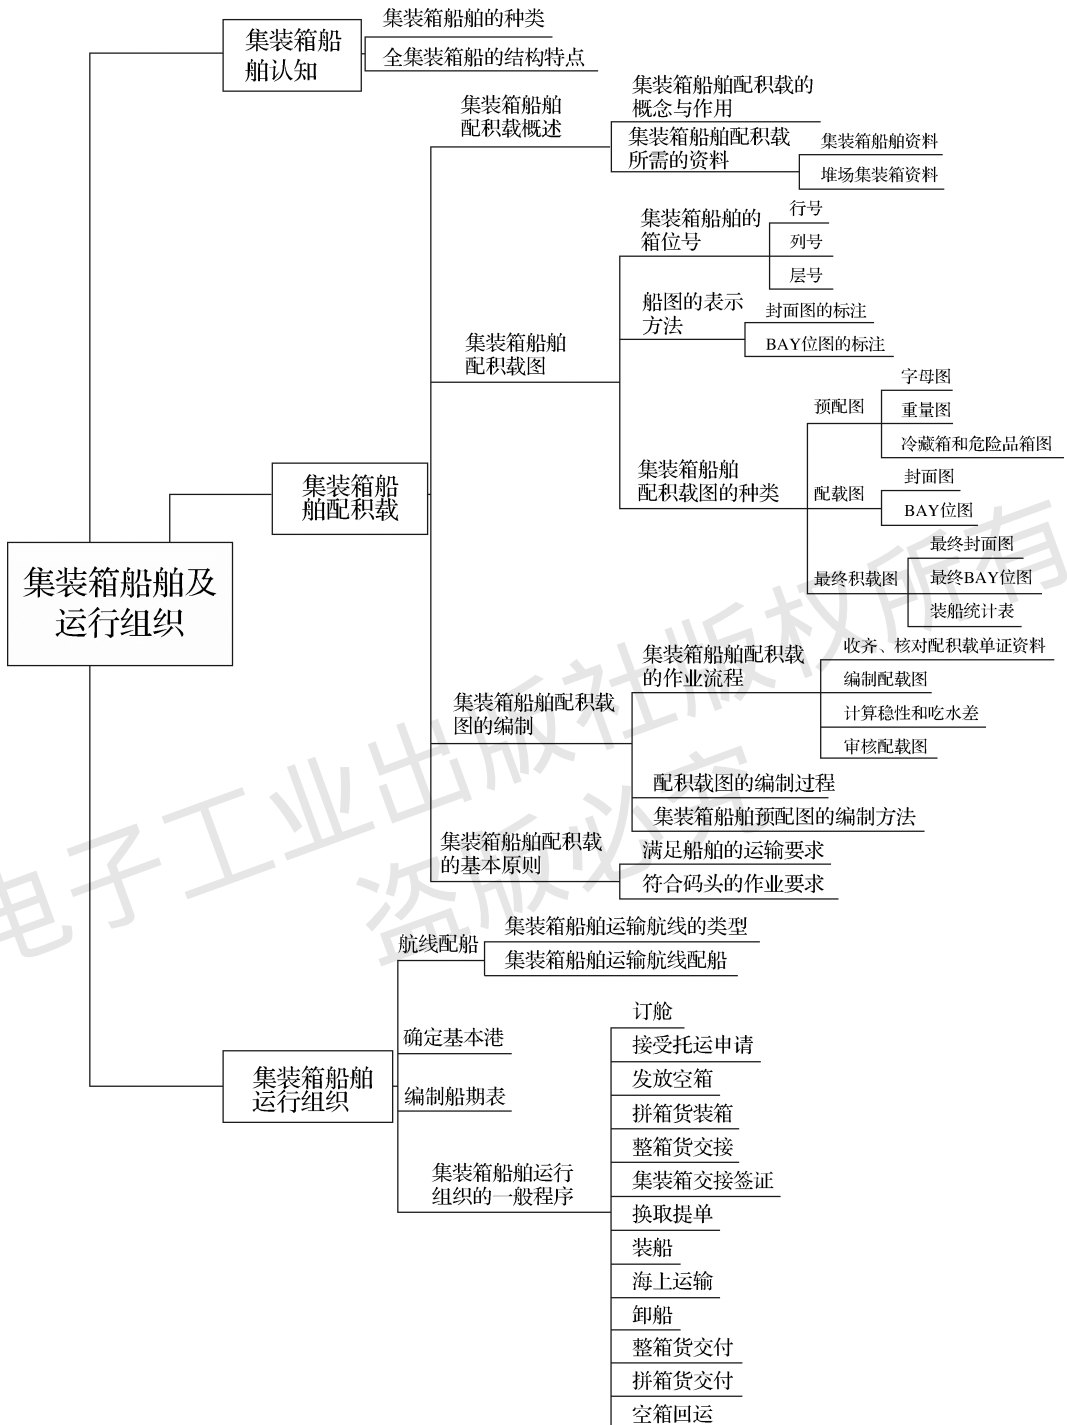 集装箱船舶及
运行组织
集装箱船
舶认知
集装箱船舶的种类
全集装箱船的结构特点
集装箱船
舶配积载
集装箱船舶
配积载概述
集装箱船舶配积载的
概念与作用
集装箱船舶配积载
所需的资料
集装箱船舶资料
堆场集装箱资料
集装箱船舶
配积载图
集装箱船舶的
箱位号
行号
列号
层号
船图的表示
方法
封面图的标注
BAY位图的标注
集装箱船舶
配积载图的种类
预配图
字母图
重量图
冷藏箱和危险品箱图
配载图
封面图
BAY位图
最终积载图
最终封面图
最终BAY位图
装船统计表
集装箱船舶配积载
图的编制
集装箱船舶配积载
的作业流程
收齐、核对配积载单证资料
编制配载图
计算稳性和吃水差
审核配载图
配积载图的编制过程
集装箱船舶预配图的编制方法
集装箱船舶配积载
的基本原则
满足船舶的运输要求
符合码头的作业要求
集装箱船舶
运行组织
航线配船
集装箱船舶运输航线的类型
集装箱船舶运输航线配船
确定基本港
编制船期表
集装箱船舶运行
组织的一般程序
订舱
接受托运申请
发放空箱
拼箱货装箱
整箱货交接
集装箱交接签证
换取提单
装船
海上运输
卸船
整箱货交付
拼箱货交付
空箱回运
电子工业出版社版权所有
盗版必究